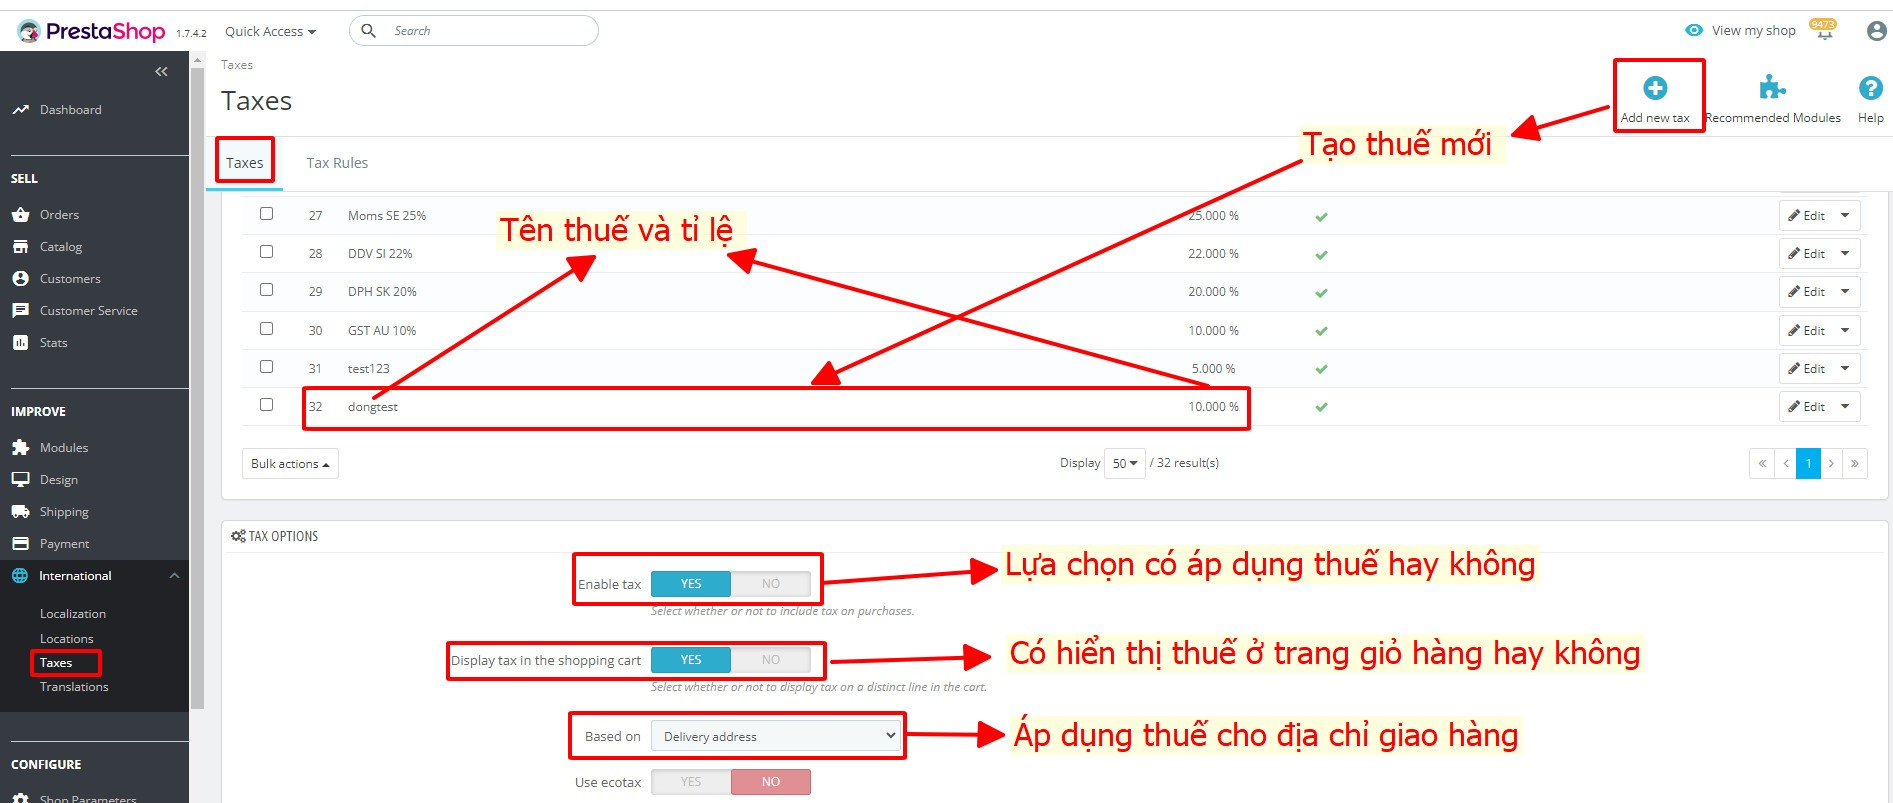 PrestaShop 1.7.4.2 Quick Access Search View my shop 9473
Taxes
Taxes
Add new tax Recommended Modules Help
Tạo thuế mới
Taxes Tax Rules
Dashboard
SELL
Orders
Catalog
Customers
Customer Service
Stats
IMPROVE
Modules
Design
Shipping
Payment
International
Localization
Locations
Taxes
Translations
CONFIGURE
Shop Parameters
27 Moms SE 25% 25.000 % Edit
Tên thuế và tỉ lệ
28 DDV SI 22% 22.000 % Edit
29 DPH SK 20% 20.000 % Edit
30 GST AU 10% 10.000 % Edit
31 test123 5.000 % Edit
32 dongtest 10.000 % Edit
Bulk actions Display 50 / 32 result(s) « < 1 > »
TAX OPTIONS
Enable tax YES NO Lựa chọn có áp dụng thuế hay không
Select whether or not to include tax on purchases.
Display tax in the shopping cart YES NO Có hiển thị thuế ở trang giỏ hàng hay không
Select whether or not to display tax on a distinct line in the cart.
Based on Delivery address Áp dụng thuế cho địa chỉ giao hàng
Use ecotax YES NO